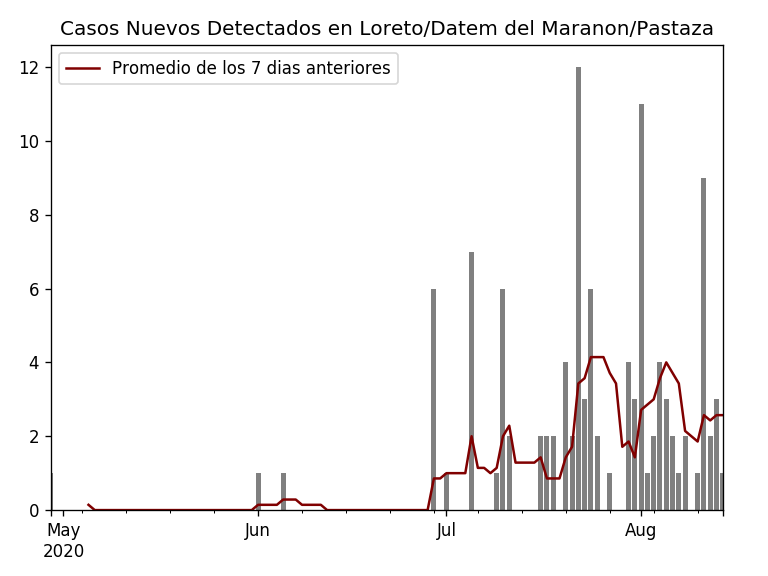 Casos Nuevos Detectados en Loreto/Datem del Maranon/Pastaza
Promedio de los 7 dias anteriores
12
10
8
6
4
2
0
May Jun Jul Aug
2020